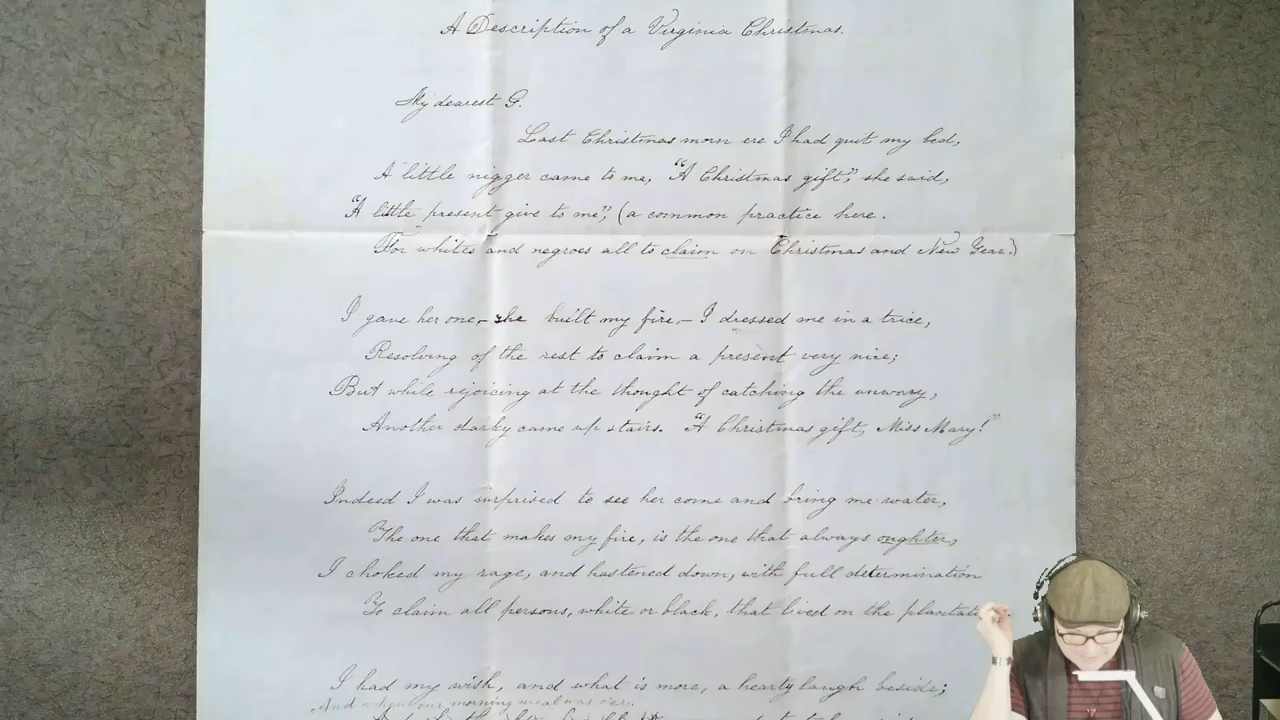 A Description of a Virginia Christmas.
My dearest G.
Last Christmas morn ere I had quit my bed,
A little nigger came to me, "A Christmas gift", she said,
"A little present give to me", (a common practice here.
For whites and negroes all to claim on Christmas and New Year.)
I gave her one, - she built my fire, - I dressed me in a trice,
Resolving of the rest to claim a present very nice;
But while rejoicing at the thought of catching the unwary,
Another darky came up stairs. "A Christmas gift, Miss Mary!"
Indeed I was surprised to see her come and bring me water,
The one that makes my fire, is the one that always oughter,
I choked my rage, and hastened down, with full determination
To claim all persons, white or black, that lived on the plantati
I had my wish, and what is more, a hearty laugh beside;
And when our morning meal was